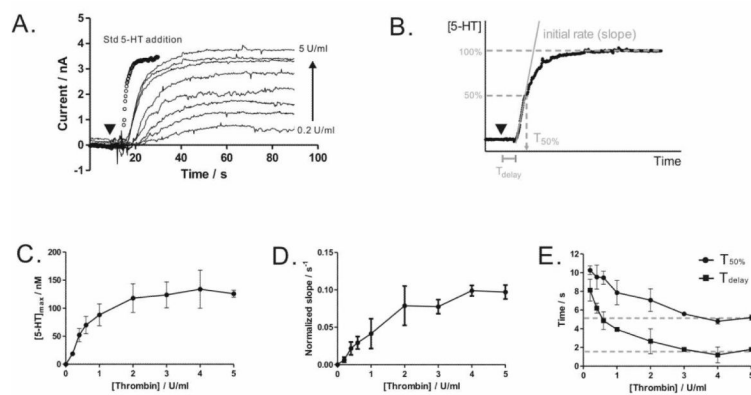 A.
Std 5-HT addition
5 U/ml
0.2 U/ml
Current / nA
5
4
3
2
1
0
-1
20
40
60
80
100
Time / s
B.
[5-HT]
initial rate (slope)
100%
50%
T50%
Tdelay
Time
C.
[5-HT]max / nM
200
150
100
50
0
0 1 2 3 4 5
[Thrombin] / U/ml
D.
Normalized slope / s-1
0.15
0.10
0.05
0.00
0 1 2 3 4 5
[Thrombin] / U/ml
E.
T50%
Tdelay
Time / s
12
10
8
6
4
2
0
0 1 2 3 4 5
[Thrombin] / U/ml